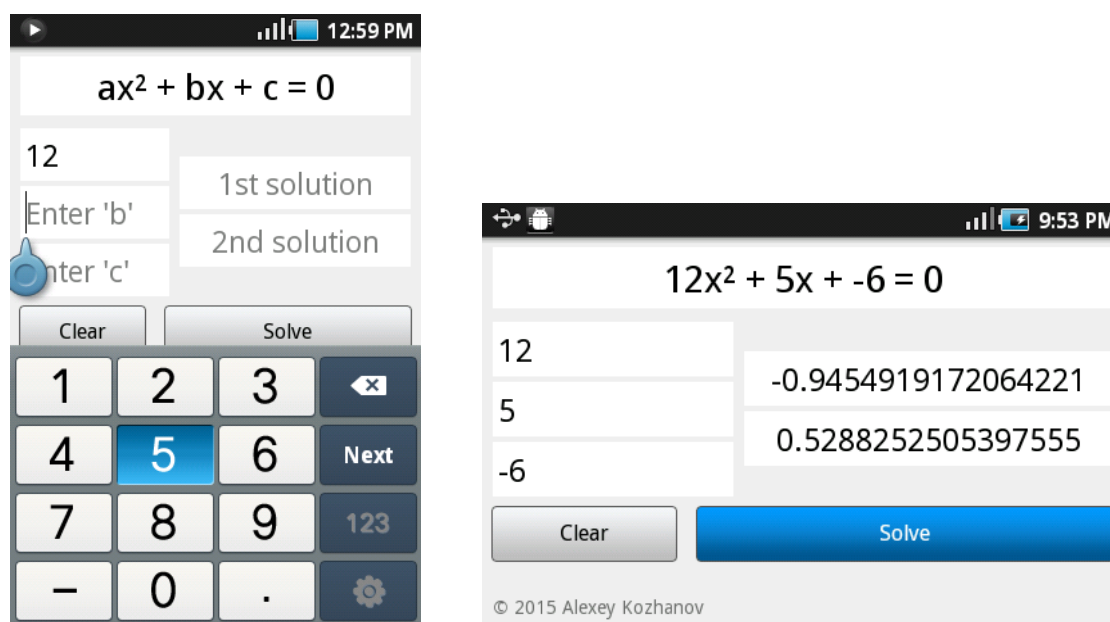 12:59 PM
ax² + bx + c = 0
12
Enter 'b'
1st solution
2nd solution
nter 'c'
Clear
Solve
1 2 3
4 5 6 Next
7 8 9 123
− 0 .
9:53 PM
12x² + 5x + -6 = 0
12
5
-6
-0.9454919172064221
0.5288252505397555
Clear
Solve
© 2015 Alexey Kozhanov